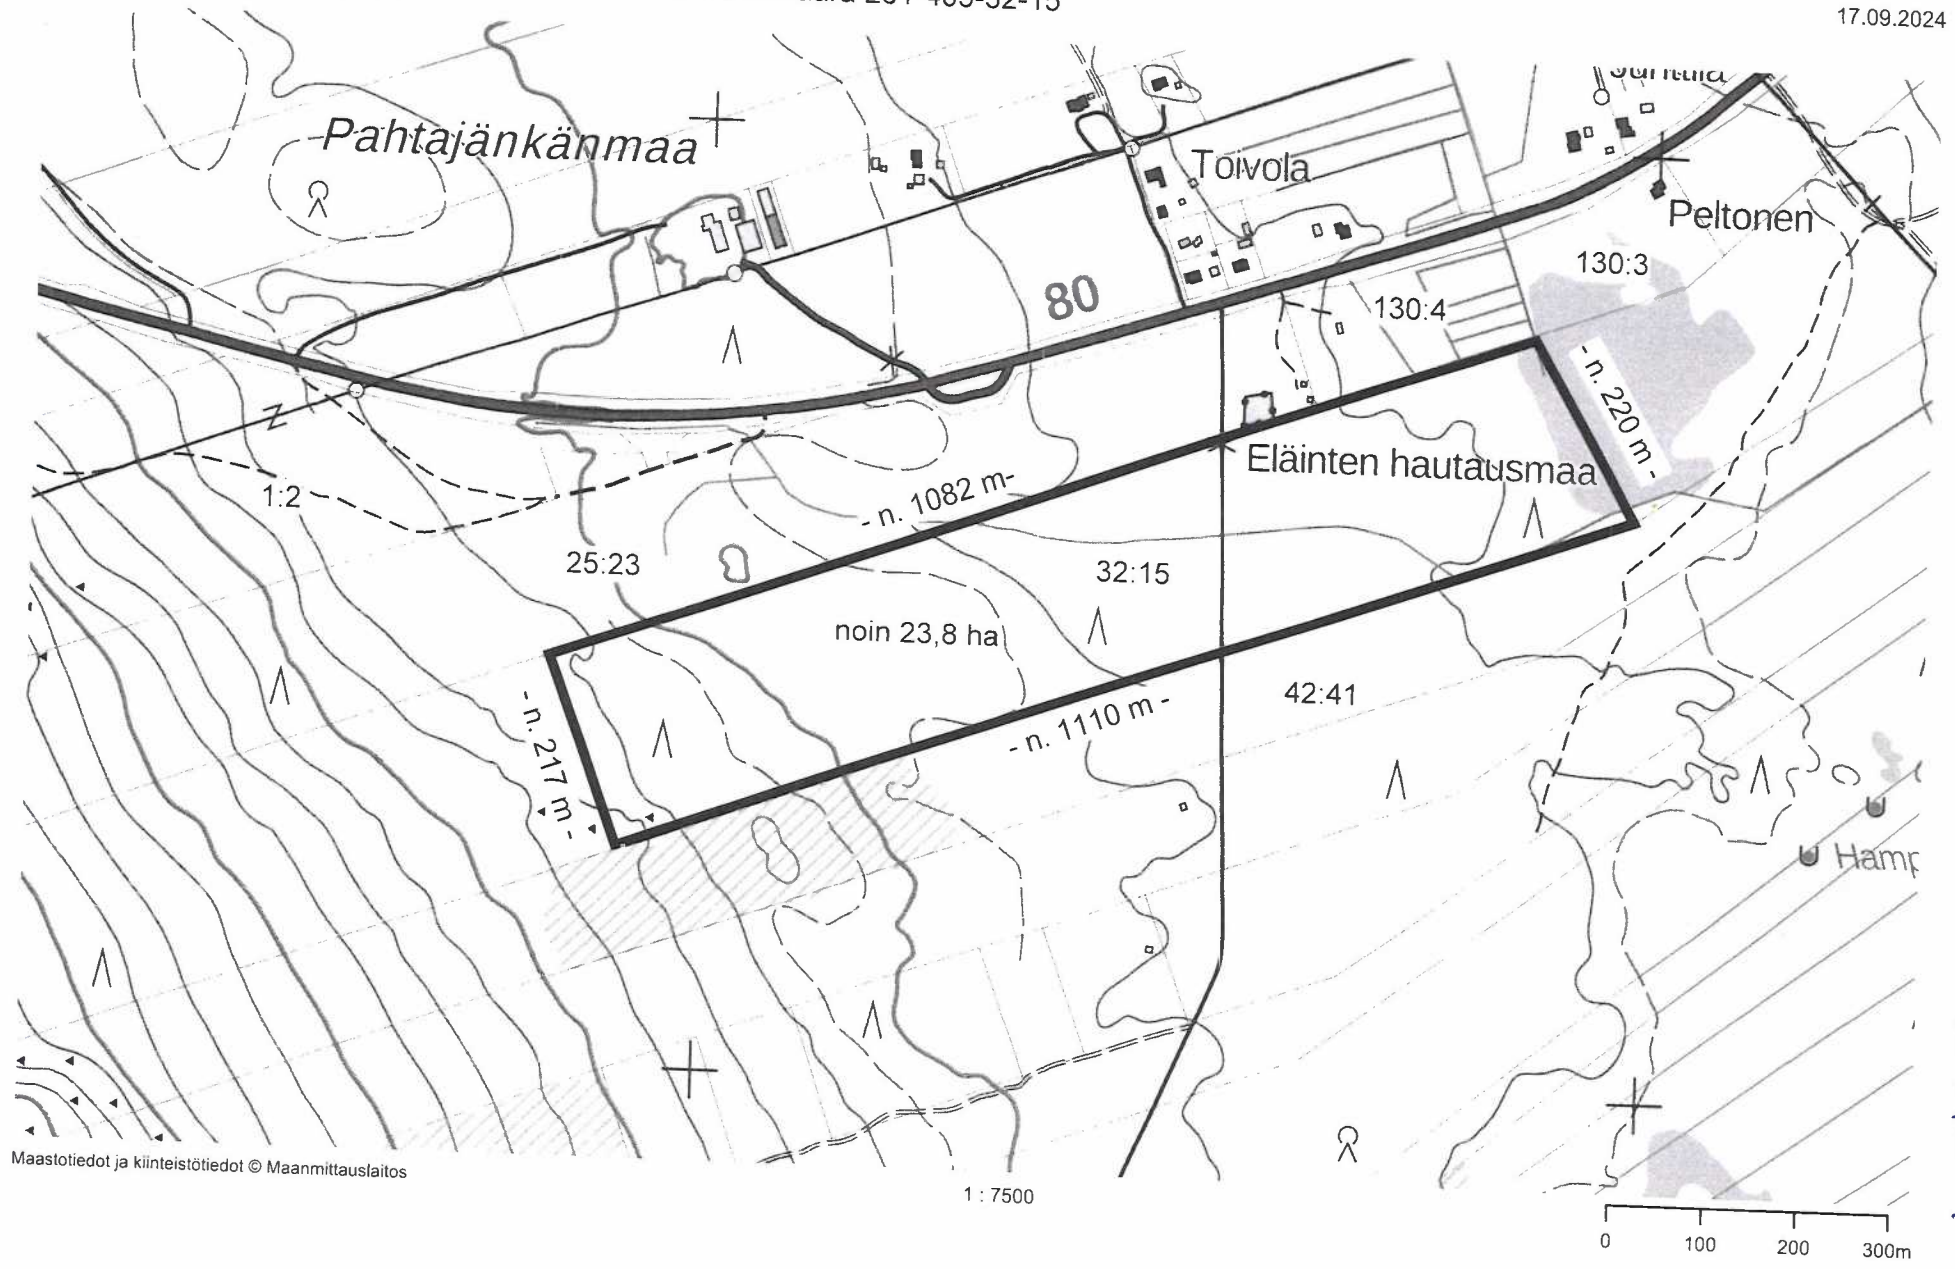 17.09.2024
Pahtajänkänmaa
Toivola
Peltonen
130:3
80
130:4
- n. 220 m -
Eläinten hautausmaa
1:2
- n. 1082 m-
25:23
32:15
noin 23,8 ha
42:41
- n. 1110 m -
- n. 217 m -
Maastotiedot ja kiinteistötiedot © Maanmittauslaitos
1 : 7500
0 100 200 300m